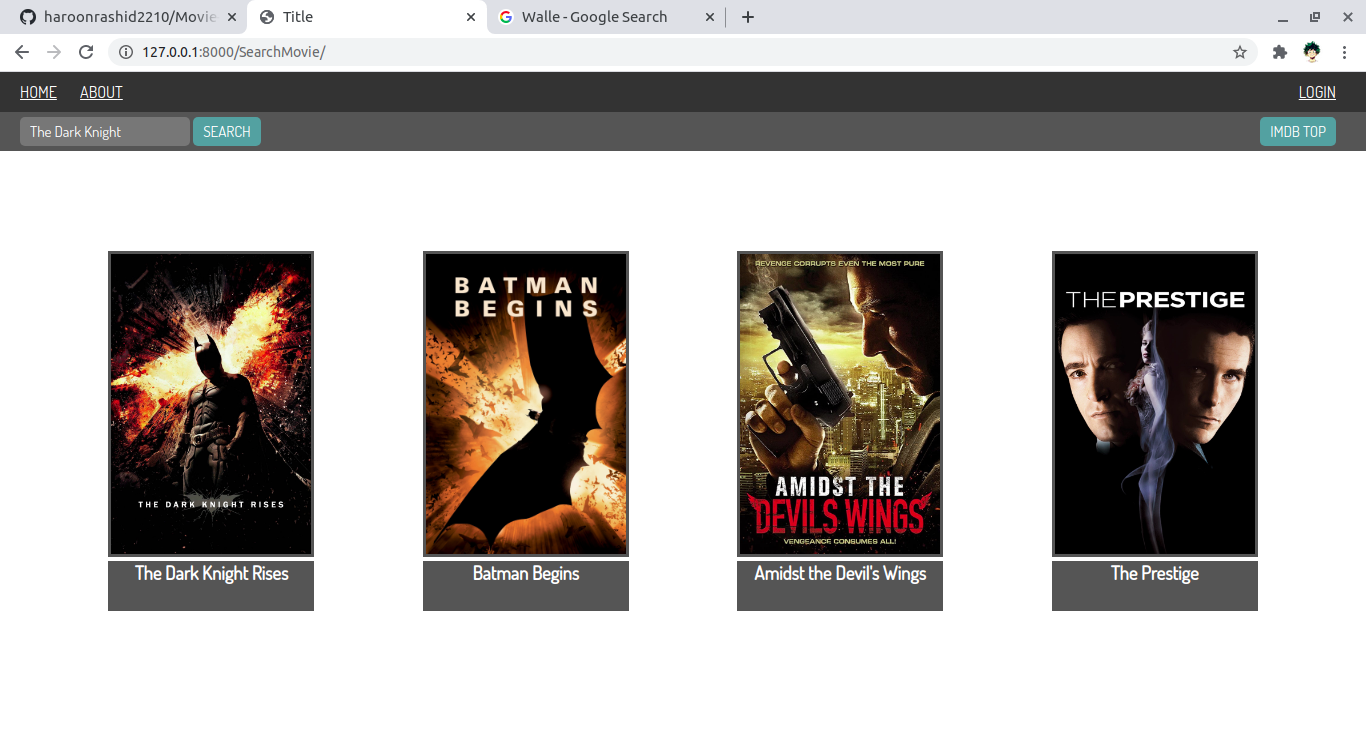 haroonrashid2210/Movie
Title
Walle - Google Search
127.0.0.1:8000/SearchMovie/
HOME ABOUT LOGIN
The Dark Knight SEARCH IMDB TOP
THE DARK KNIGHT RISES
The Dark Knight Rises
BATMAN
BEGINS
Batman Begins
REVENGE CORRUPTS EVEN THE MOST PURE
AMIDST THE
DEVILS WINGS
VENGEANCE CONSUMES ALL!
Amidst the Devil's Wings
THE PRESTIGE
The Prestige